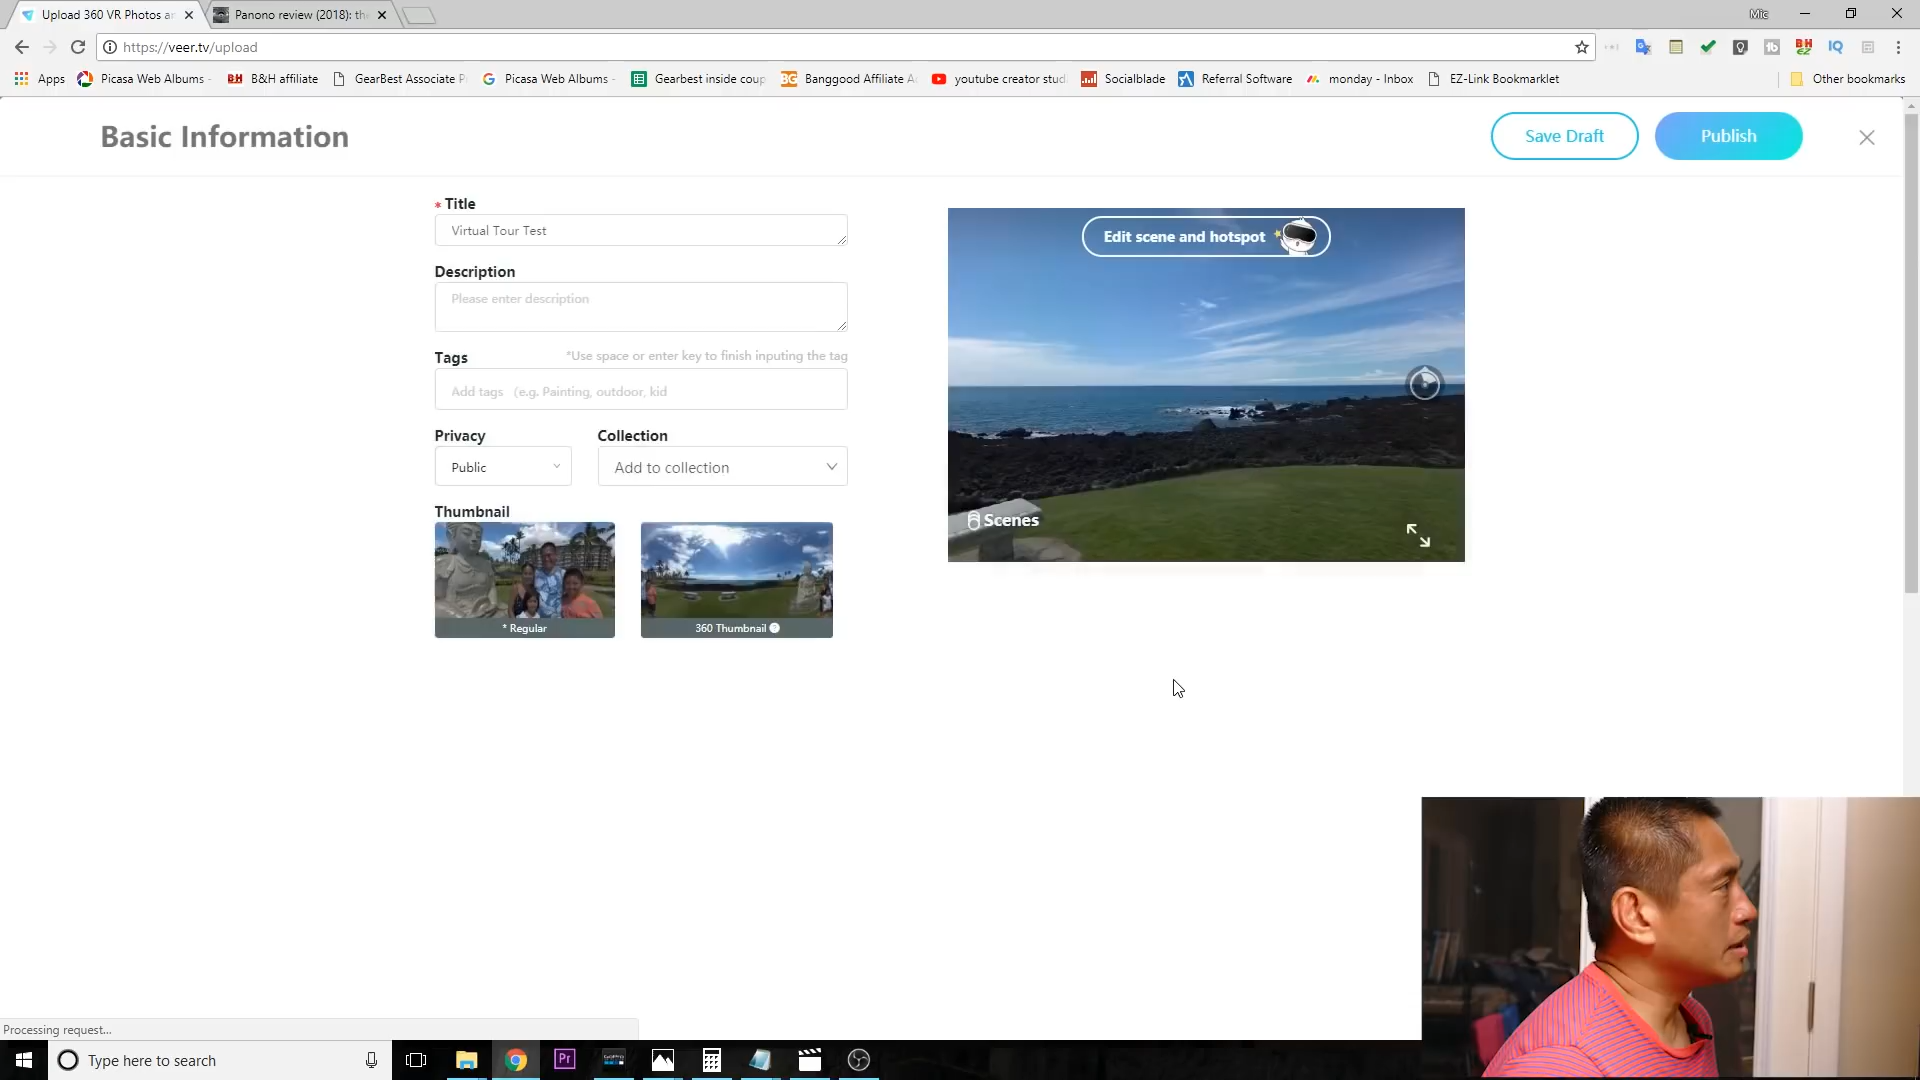 Upload 360 VR Photos ar
Panono review (2018): th
Mic
https://veer.tv/upload
Apps
Picasa Web Albums -
B&H affiliate
GearBest Associate P
Picasa Web Albums -
Gearbest inside coup
Banggood Affiliate A
youtube creator stud
Socialblade
Referral Software
monday - Inbox
EZ-Link Bookmarklet
Other bookmarks
Basic Information
Save Draft
Publish
* Title
Virtual Tour Test
Description
Please enter description
Tags
*Use space or enter key to finish inputing the tag
Add tags (e.g. Painting, outdoor, kid
Privacy
Collection
Public
Add to collection
Thumbnail
* Regular
360 Thumbnail
Edit scene and hotspot
Scenes
Processing request...
Type here to search